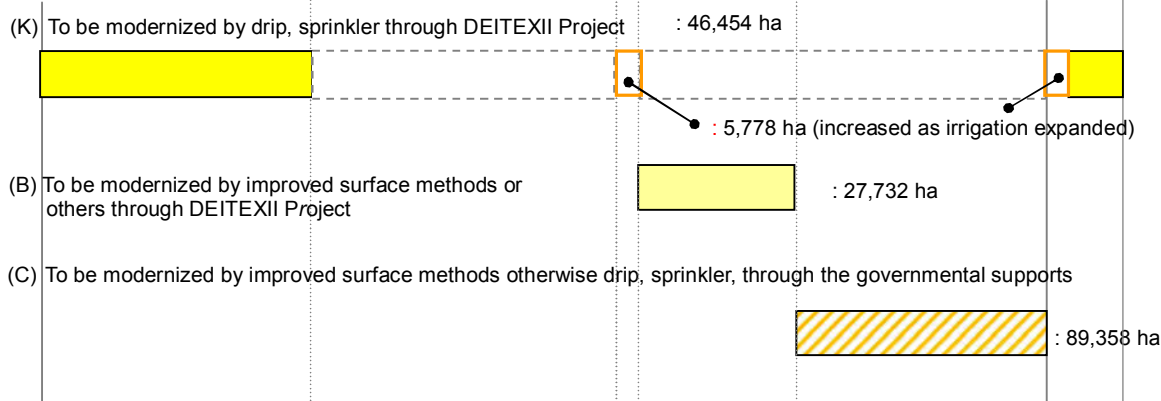 (K) To be modernized by drip, sprinkler through DEITEXII Project : 46,454 ha
: 5,778 ha (increased as irrigation expanded)
(B) To be modernized by improved surface methods or
others through DEITEXII Project
: 27,732 ha
(C) To be modernized by improved surface methods otherwise drip, sprinkler, through the governmental supports
: 89,358 ha